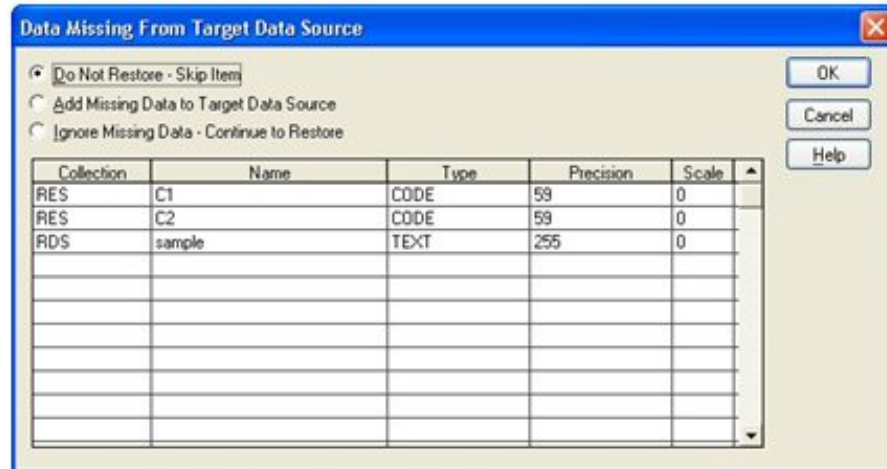 Data Missing From Target Data Source
Do Not Restore - Skip Item
Add Missing Data to Target Data Source
Ignore Missing Data - Continue to Restore
OK
Cancel
Help
Collection Name Type Precision Scale
RES C1 CODE 59 0
RES C2 CODE 59 0
RDS sample TEXT 255 0